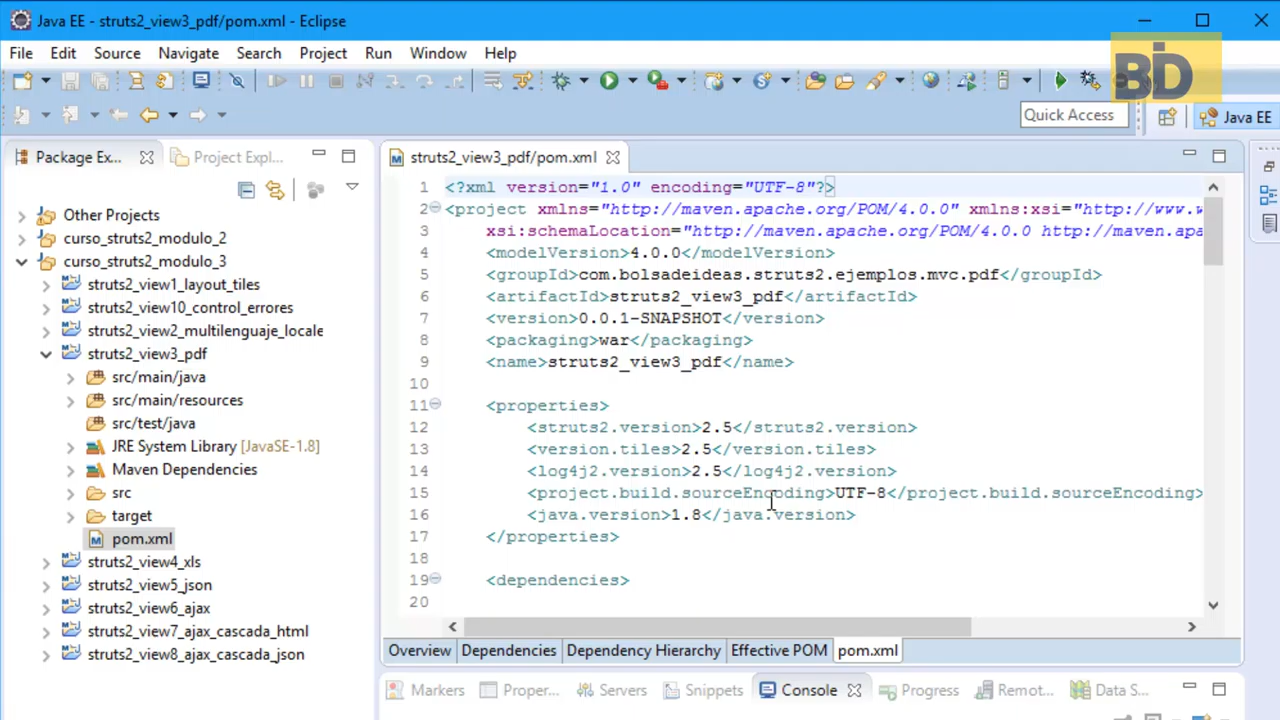 Java EE - struts2_view3_pdf/pom.xml - Eclipse
File Edit Source Navigate Search Project Run Window Help
BD
Quick Access
Java EE
Package Ex...
Project Expl...
struts2_view3_pdf/pom.xml
Other Projects
curso_struts2_modulo_2
curso_struts2_modulo_3
struts2_view1_layout_tiles
struts2_view10_control_errores
struts2_view2_multilenguaje_locale
struts2_view3_pdf
src/main/java
src/main/resources
src/test/java
JRE System Library [JavaSE-1.8]
Maven Dependencies
src
target
pom.xml
struts2_view4_xls
struts2_view5_json
struts2_view6_ajax
struts2_view7_ajax_cascada_html
struts2_view8_ajax_cascada_json
1 <?xml version="1.0" encoding="UTF-8"?>
2 <project xmlns="http://maven.apache.org/POM/4.0.0" xmlns:xsi="http://www.w
3 xsi:schemaLocation="http://maven.apache.org/POM/4.0.0 http://maven.apa
4 <modelVersion>4.0.0</modelVersion>
5 <groupId>com.bolsadeideas.struts2.ejemplos.mvc.pdf</groupId>
6 <artifactId>struts2_view3_pdf</artifactId>
7 <version>0.0.1-SNAPSHOT</version>
8 <packaging>war</packaging>
9 <name>struts2_view3_pdf</name>
10
11 <properties>
12 <struts2.version>2.5</struts2.version>
13 <version.tiles>2.5</version.tiles>
14 <log4j2.version>2.5</log4j2.version>
15 <project.build.sourceEncoding>UTF-8</project.build.sourceEncoding>
16 <java.version>1.8</java.version>
17 </properties>
18
19 <dependencies>
20
Overview Dependencies Dependency Hierarchy Effective POM pom.xml
Markers Proper... Servers Snippets Console Progress Remot... Data S...